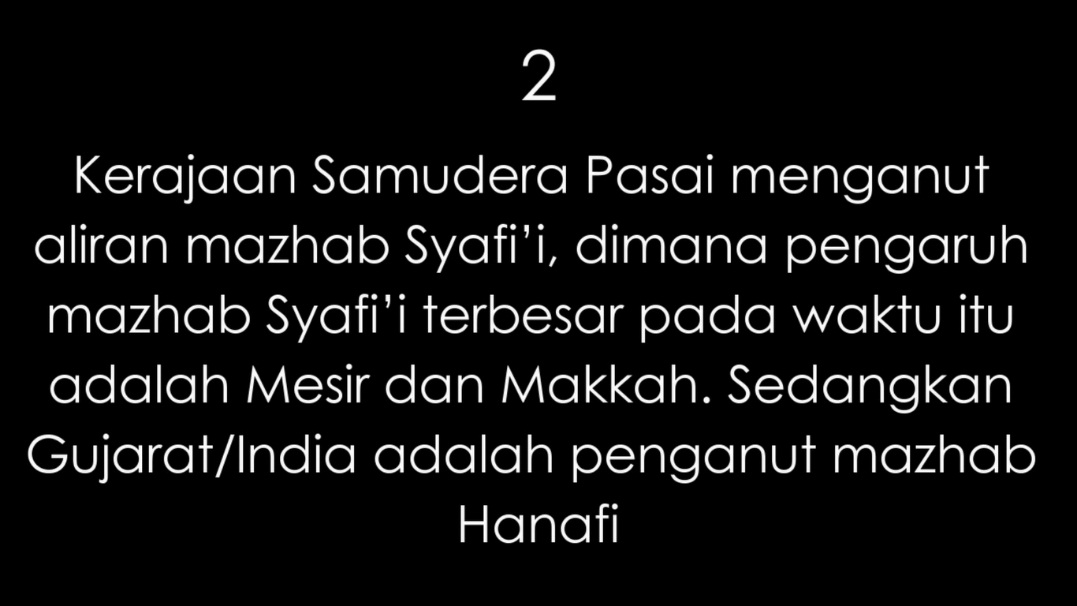 2
Kerajaan Samudera Pasai menganut
aliran mazhab Syafi’i, dimana pengaruh
mazhab Syafi’i terbesar pada waktu itu
adalah Mesir dan Makkah. Sedangkan
Gujarat/India adalah penganut mazhab
Hanafi